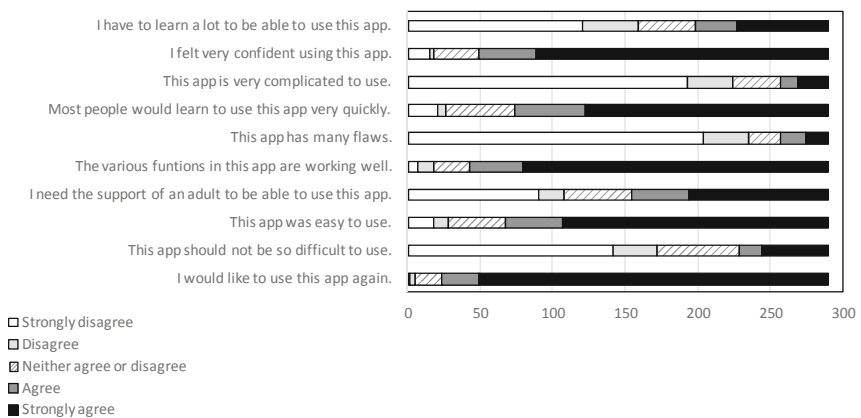 I have to learn a lot to be able to use this app.
I felt very confident using this app.
This app is very complicated to use.
Most people would learn to use this app very quickly.
This app has many flaws.
The various funtions in this app are working well.
I need the support of an adult to be able to use this app.
This app was easy to use.
This app should not be so difficult to use.
I would like to use this app again.
0 50 100 150 200 250 300
Strongly disagree
Disagree
Neither agree or disagree
Agree
Strongly agree